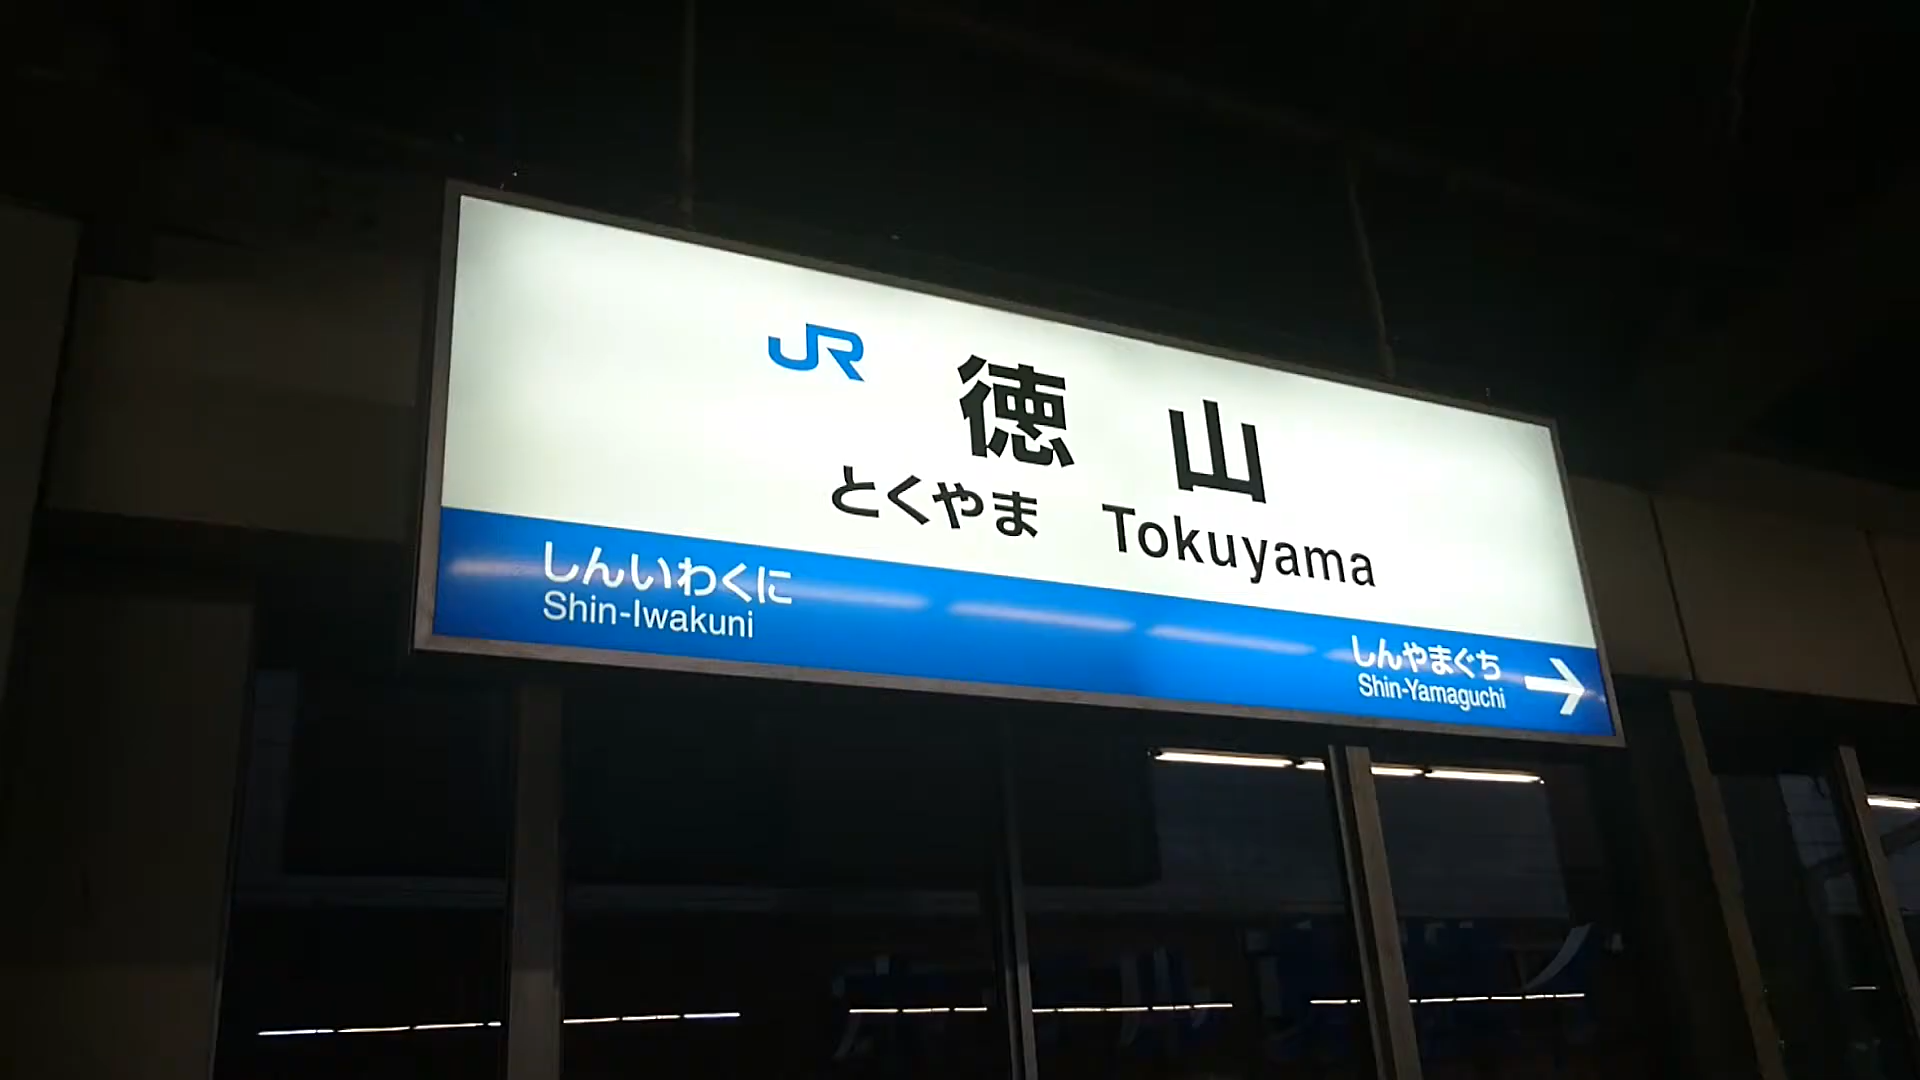 JR 徳山
とくやま Tokuyama
しんいわくに
Shin-Iwakuni
しんやまぐち →
Shin-Yamaguchi